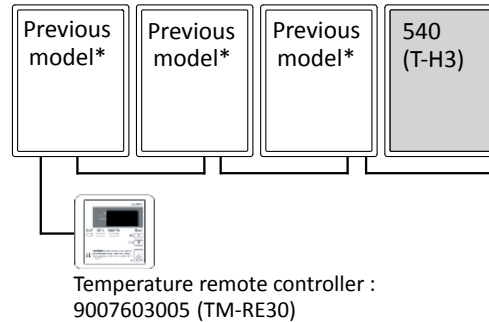 Previous
model*
Previous
model*
Previous
model*
540
(T-H3)
Temperature remote controller :
9007603005 (TM-RE30)